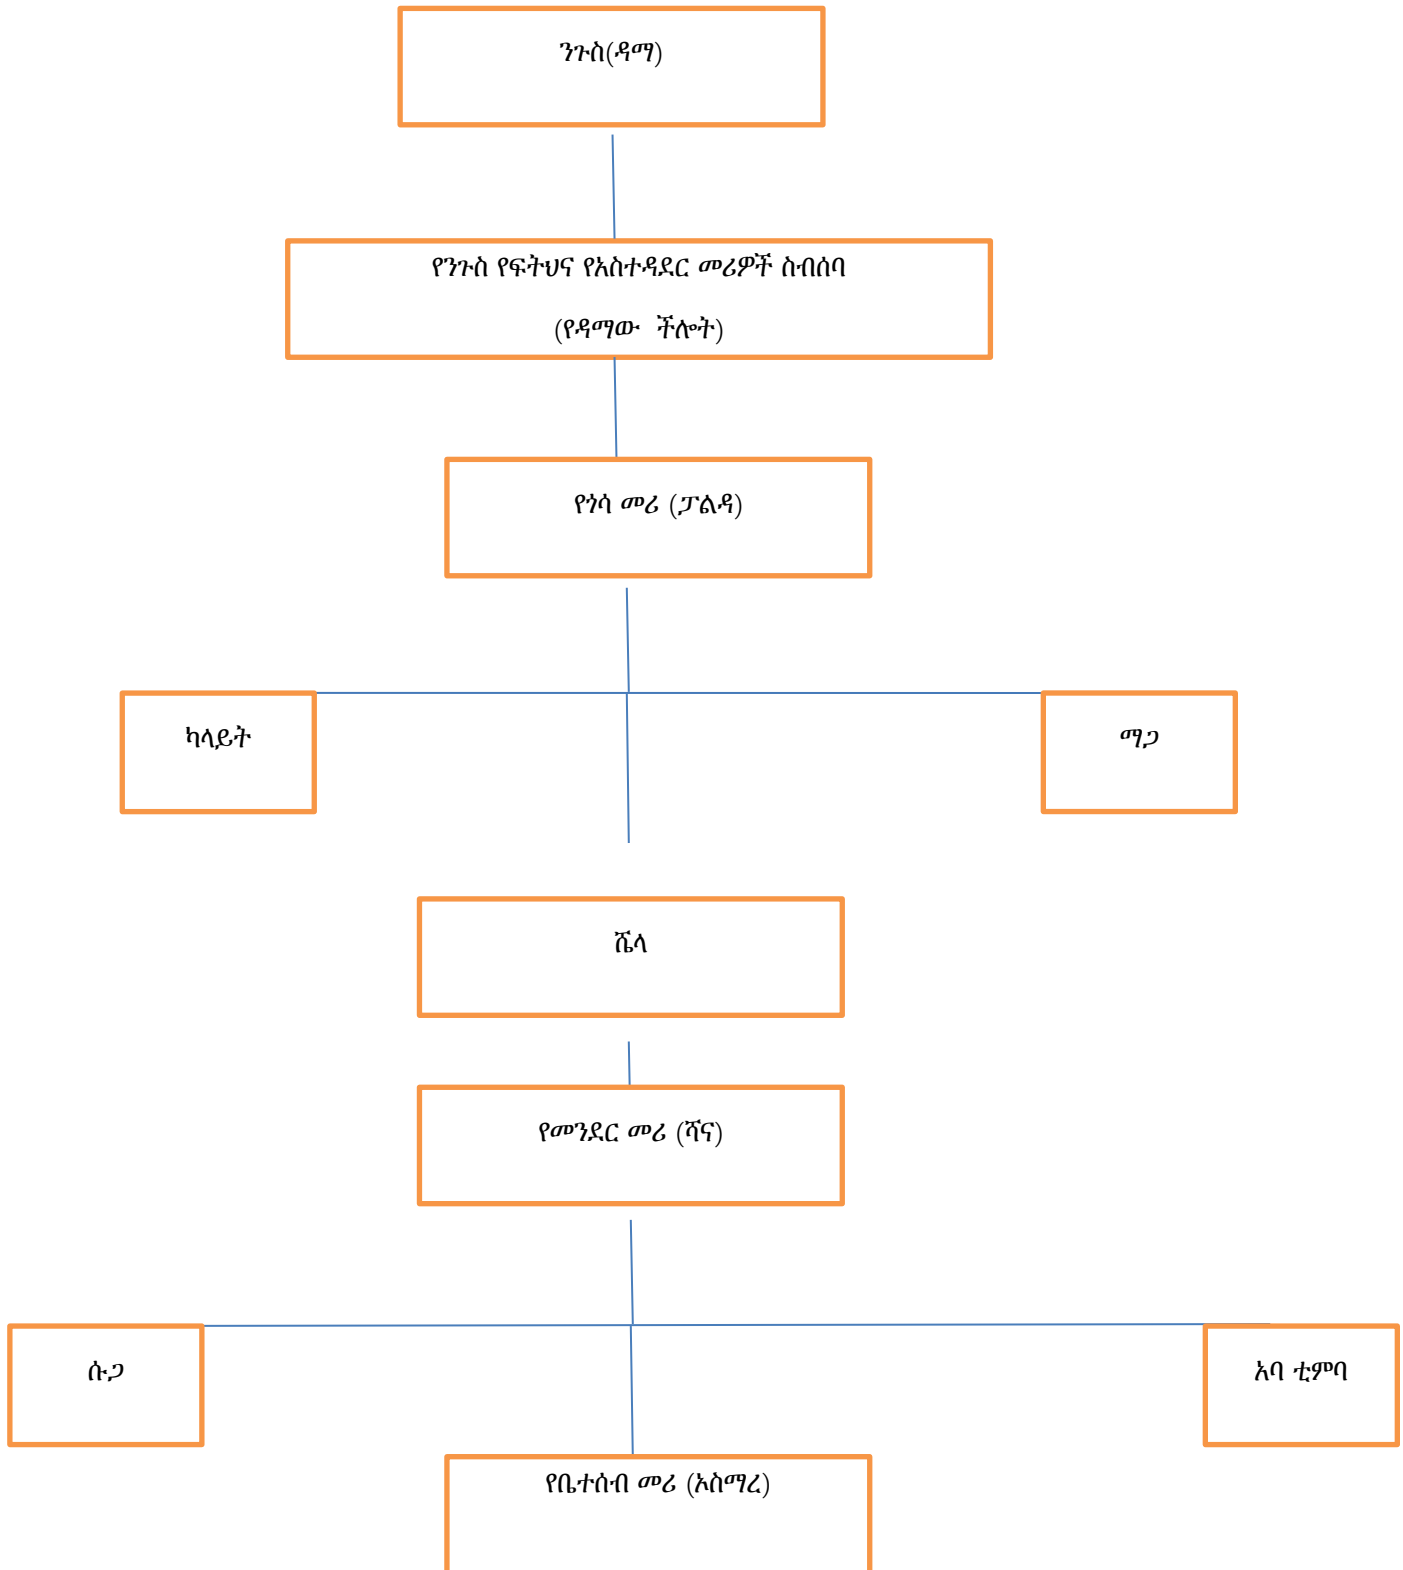 ንጉስ(ዳማ)
የንጉስ የፍትህና የአስተዳደር መሪዎች ስብሰባ
(የዳማው ችሎት)
የጎሳ መሪ (ፓልዳ)
ካላይት
ማጋ
ሼላ
የመንደር መሪ (ሻና)
ሱጋ
አባ ቲምባ
የቤተሰብ መሪ (ኦስማረ)